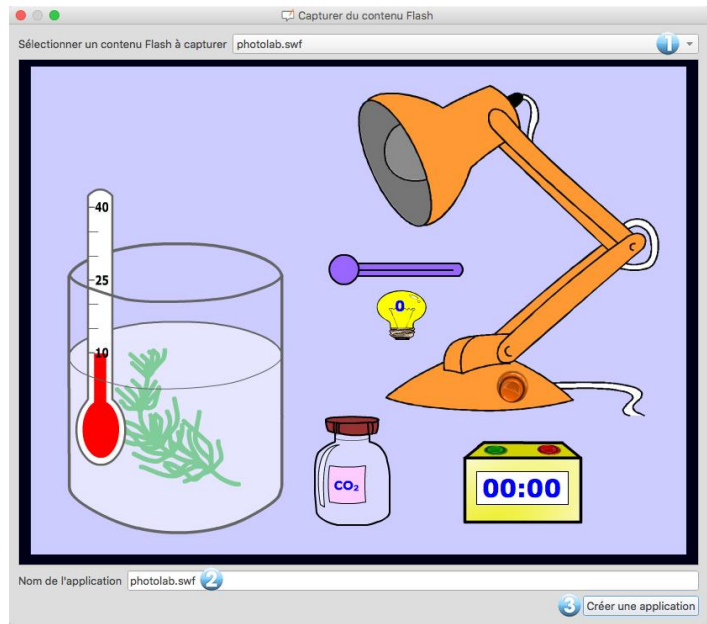 Capturer du contenu Flash
Sélectionner un contenu Flash à capturer photolab.swf 1
40
25
10
0
CO₂
00:00
Nom de l'application photolab.swf 2
3 Créer une application